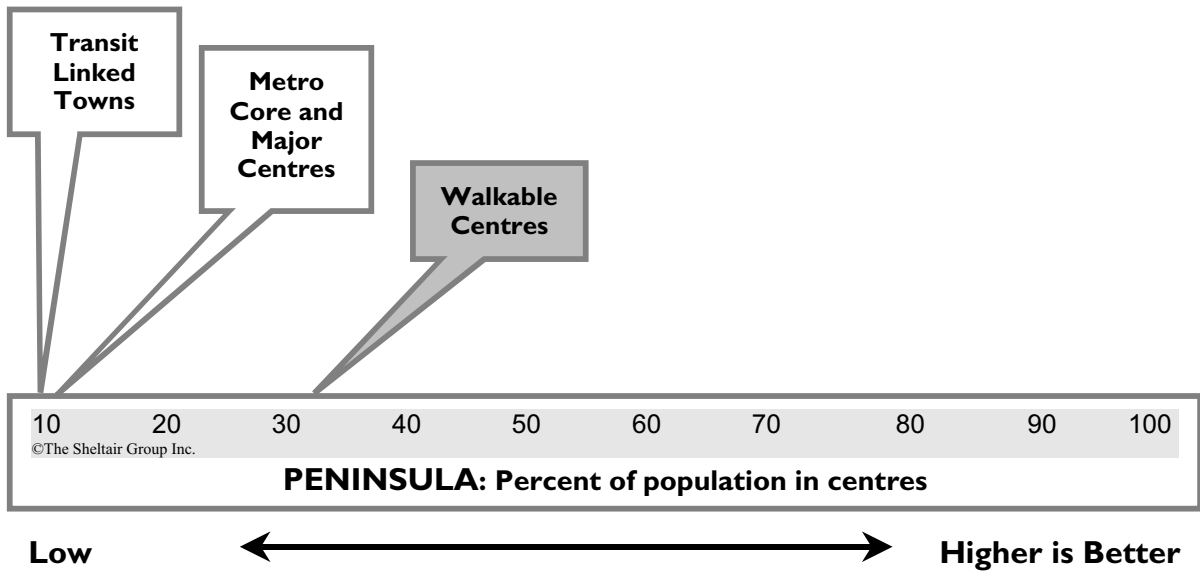 Transit
Linked
Towns
Metro
Core and
Major
Centres
Walkable
Centres
10 20 30 40 50 60 70 80 90 100
©The Sheltair Group Inc.
PENINSULA: Percent of population in centres
Low Higher is Better